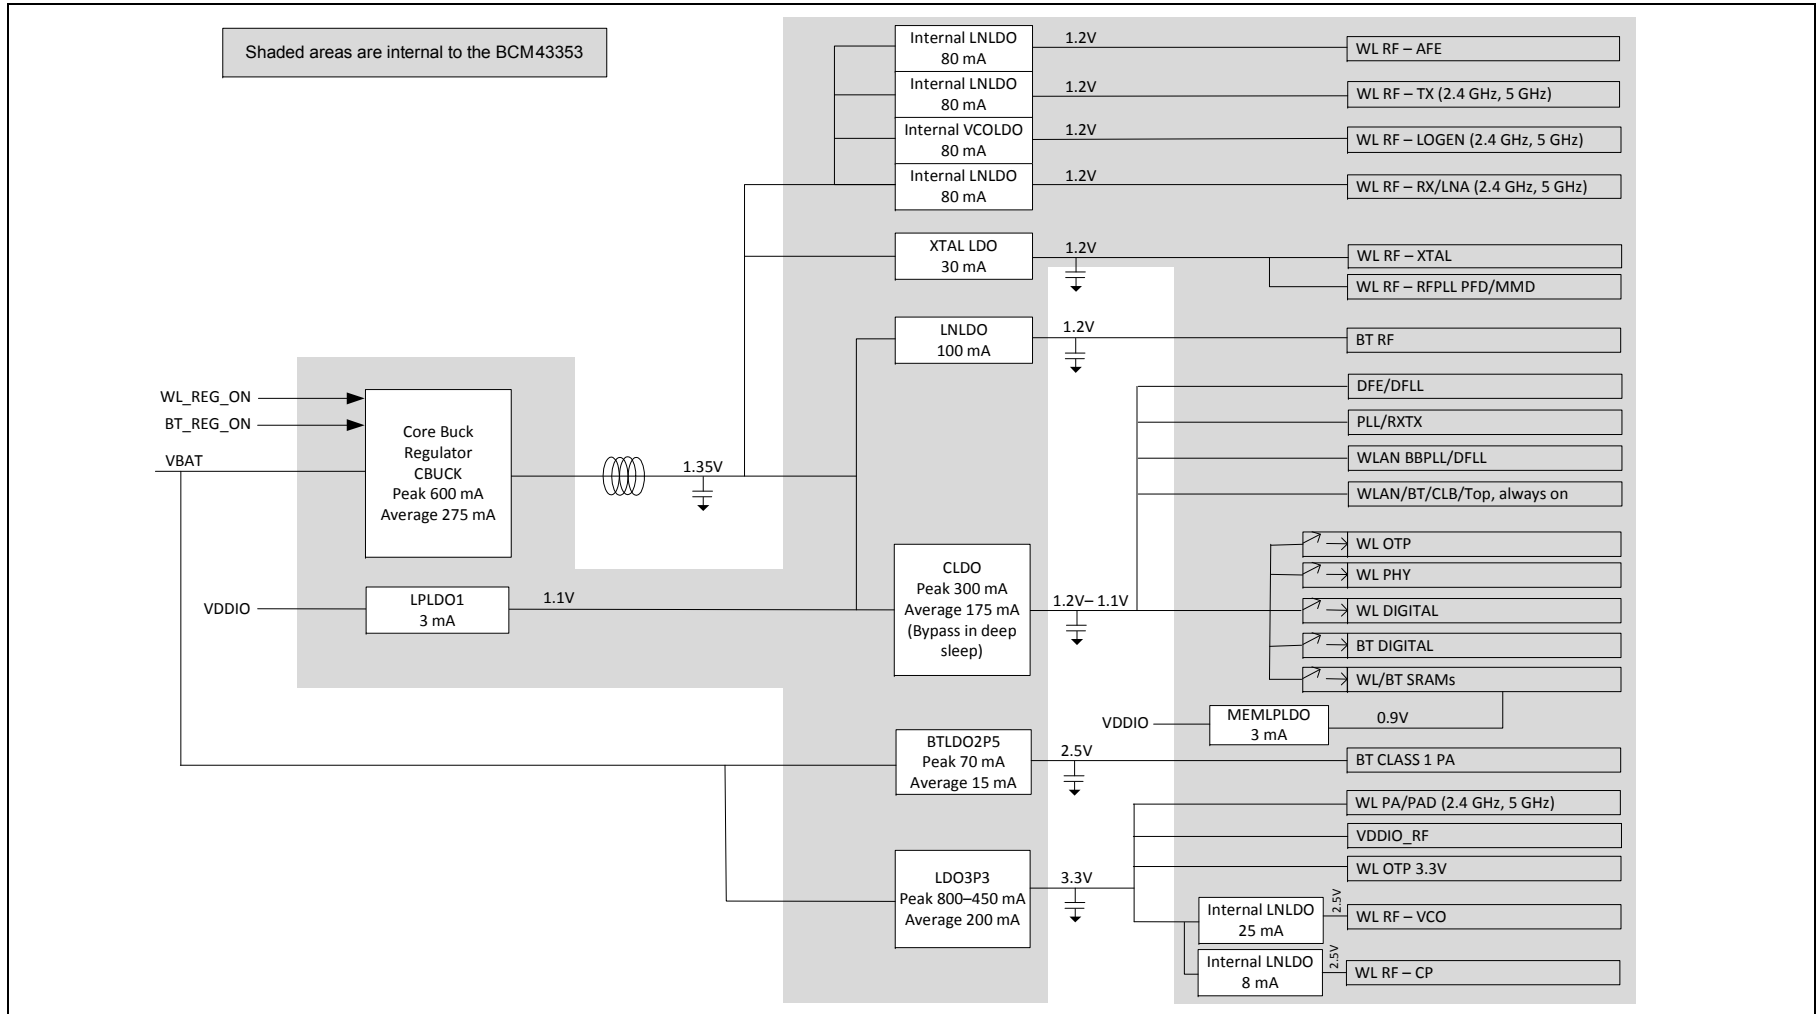 Shaded areas are internal to the BCM43353
Internal LNLDO
80 mA
1.2V
WL RF – AFE
Internal LNLDO
80 mA
1.2V
WL RF – TX (2.4 GHz, 5 GHz)
Internal VCOLDO
80 mA
1.2V
WL RF – LOGEN (2.4 GHz, 5 GHz)
Internal LNLDO
80 mA
1.2V
WL RF – RX/LNA (2.4 GHz, 5 GHz)
XTAL LDO
30 mA
1.2V
WL RF – XTAL
WL RF – RFPLL PFD/MMD
LNLDO
100 mA
1.2V
BT RF
WL_REG_ON
BT_REG_ON
VBAT
Core Buck
Regulator
CBUCK
Peak 600 mA
Average 275 mA
1.35V
DFE/DFLL
PLL/RXTX
WLAN BBPLL/DFLL
WLAN/BT/CLB/Top, always on
VDDIO
LPLDO1
3 mA
1.1V
CLDO
Peak 300 mA
Average 175 mA
(Bypass in deep
sleep)
1.2V– 1.1V
WL OTP
WL PHY
WL DIGITAL
BT DIGITAL
WL/BT SRAMs
VDDIO
MEMLPLDO
3 mA
0.9V
BTLDO2P5
Peak 70 mA
Average 15 mA
2.5V
BT CLASS 1 PA
LDO3P3
Peak 800–450 mA
Average 200 mA
3.3V
WL PA/PAD (2.4 GHz, 5 GHz)
VDDIO_RF
WL OTP 3.3V
Internal LNLDO
25 mA
2.5V
WL RF – VCO
Internal LNLDO
8 mA
2.5V
WL RF – CP